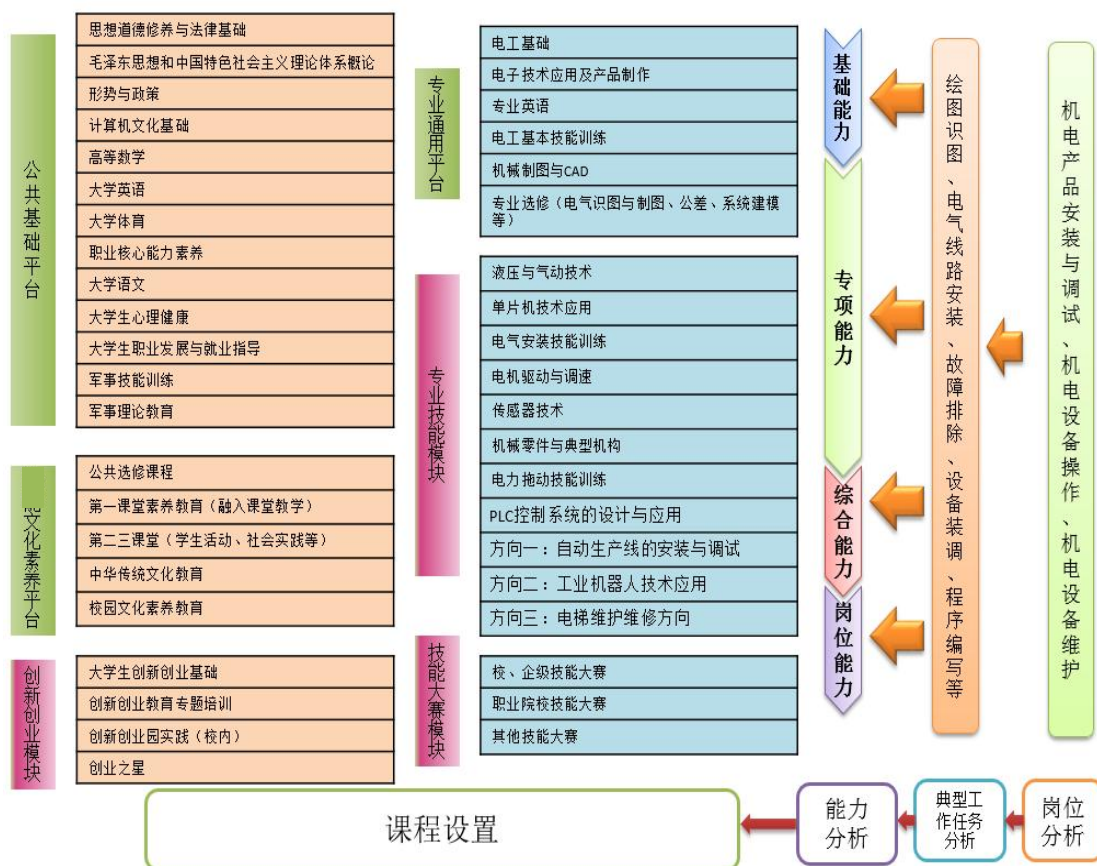 公共基础平台
思想道德修养与法律基础
毛泽东思想和中国特色社会主义理论体系概论
形势与政策
计算机文化基础
高等数学
大学英语
大学体育
职业核心能力素养
大学语文
大学生心理健康
大学生职业发展与就业指导
军事技能训练
军事理论教育
文化素养平台
公共选修课程
第一课堂素养教育（融入课堂教学）
第二三课堂（学生活动、社会实践等）
中华传统文化教育
校园文化素养教育
创新创业模块
大学生创新创业基础
创新创业教育专题培训
创新创业园实践（校内）
创业之星
专业通用平台
电工基础
电子技术应用及产品制作
专业英语
电工基本技能训练
机械制图与CAD
专业选修（电气识图与制图、公差、系统建模
等）
专业技能模块
液压与气动技术
单片机技术应用
电气安装技能训练
电机驱动与调速
传感器技术
机械零件与典型机构
电力拖动技能训练
PLC控制系统的设计与应用
方向一：自动生产线的安装与调试
方向二：工业机器人技术应用
方向三：电梯维护维修方向
技能大赛模块
校、企级技能大赛
职业院校技能大赛
其他技能大赛
基础能力
专项能力
综合能力
岗位能力
绘图识图、电气线路安装、故障排除、设备装调、程序编写等
机电产品安装与调试、机电设备操作、机电设备维护
课程设置
能力
分析
典型工
作任务
分析
岗位
分析